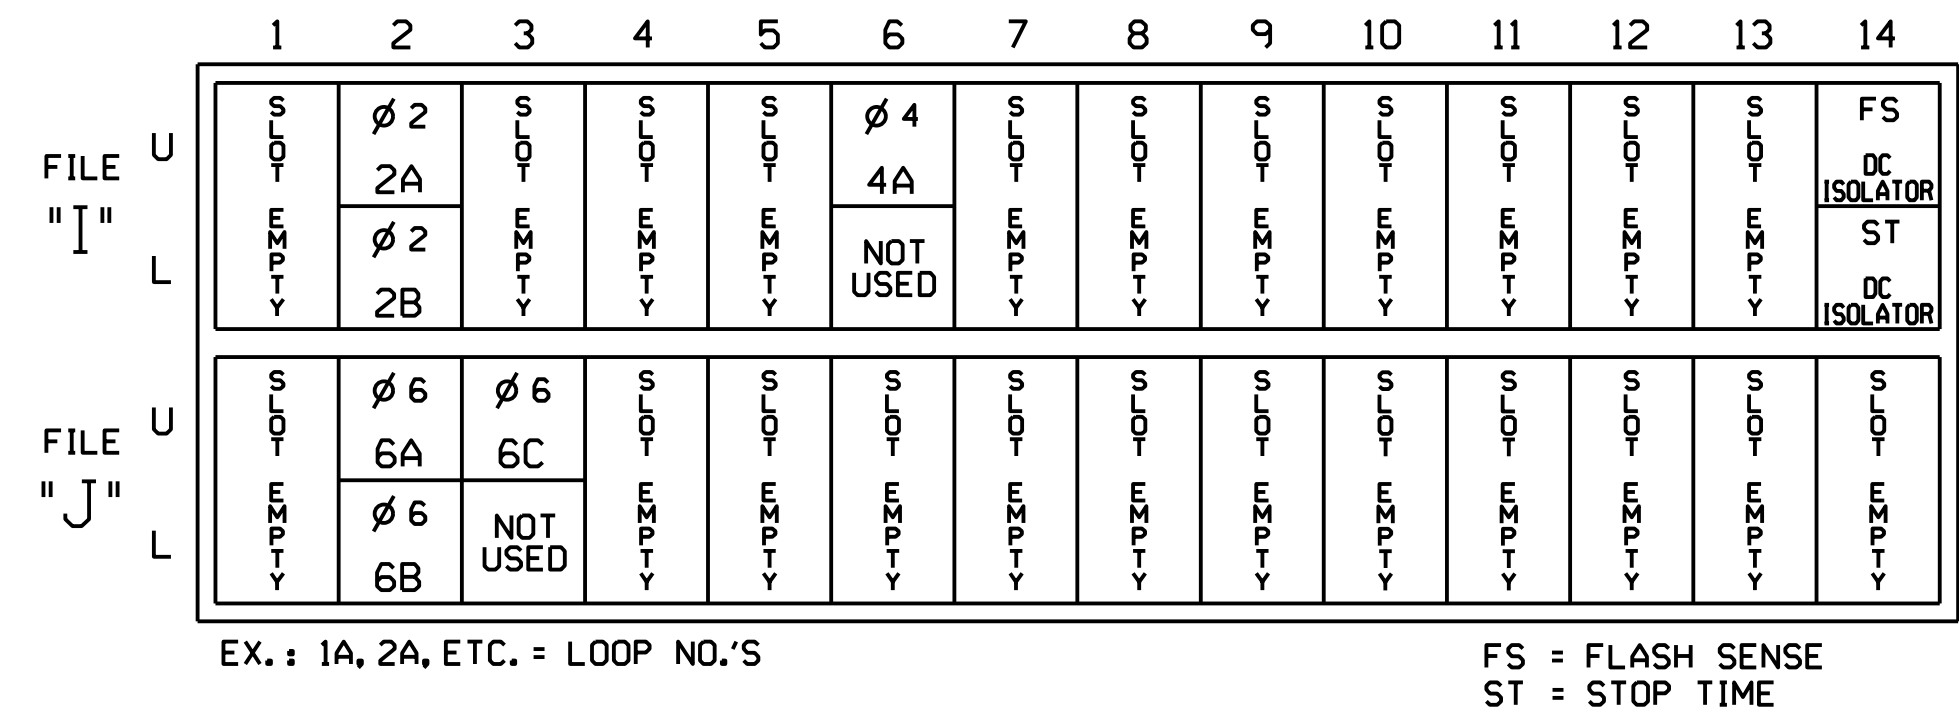 1 2 3 4 5 6 7 8 9 10 11 12 13 14
FILE "I"
U
L
SLOT EMPTY
Ø 2
2A
Ø 2
2B
SLOT EMPTY
SLOT EMPTY
SLOT EMPTY
Ø 4
4A
NOT
USED
SLOT EMPTY
SLOT EMPTY
SLOT EMPTY
SLOT EMPTY
SLOT EMPTY
SLOT EMPTY
SLOT EMPTY
FS
DC
ISOLATOR
ST
DC
ISOLATOR
FILE "J"
U
L
SLOT EMPTY
Ø 6
6A
Ø 6
6B
Ø 6
6C
NOT
USED
SLOT EMPTY
SLOT EMPTY
SLOT EMPTY
SLOT EMPTY
SLOT EMPTY
SLOT EMPTY
SLOT EMPTY
SLOT EMPTY
SLOT EMPTY
SLOT EMPTY
SLOT EMPTY
EX.: 1A, 2A, ETC. = LOOP NO.'S
FS = FLASH SENSE
ST = STOP TIME